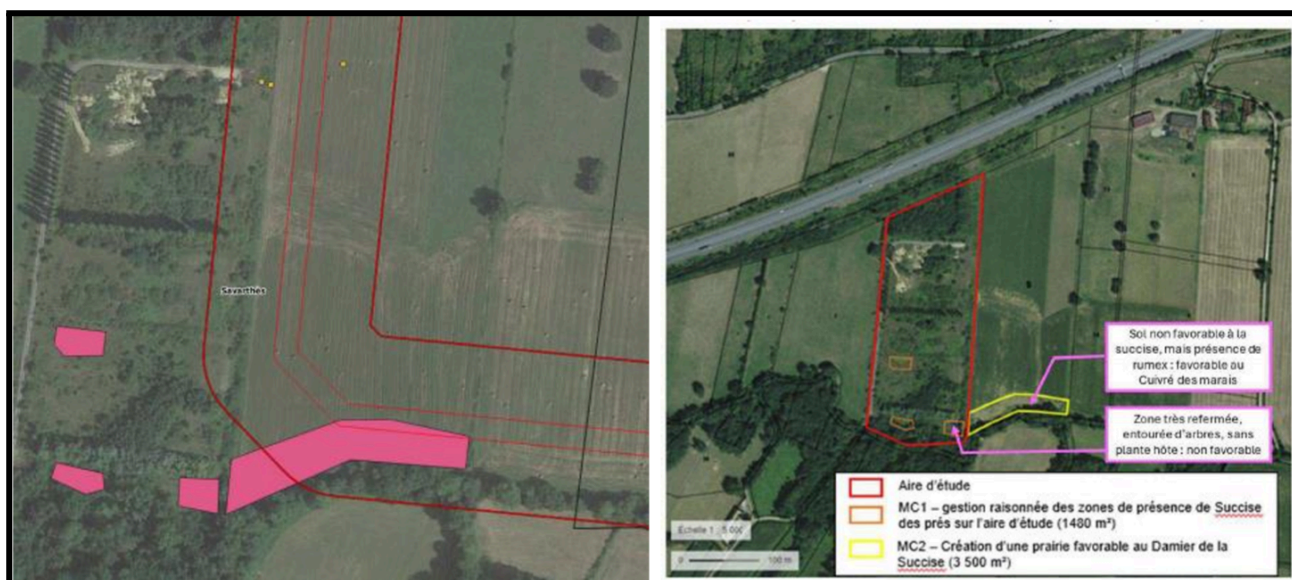 Savarthès
Sol non favorable à la
succise, mais présence de
rumex : favorable au
Cuivré des marais
Zone très refermée,
entourée d'arbres, sans
plante hôte : non favorable
Aire d'étude
MC1 – gestion raisonnée des zones de présence de Succise
des prés sur l'aire d'étude (1480 m²)
MC2 – Création d'une prairie favorable au Damier de la
Succise (3 500 m²)
Échelle 1 : 5 000
0 100 m